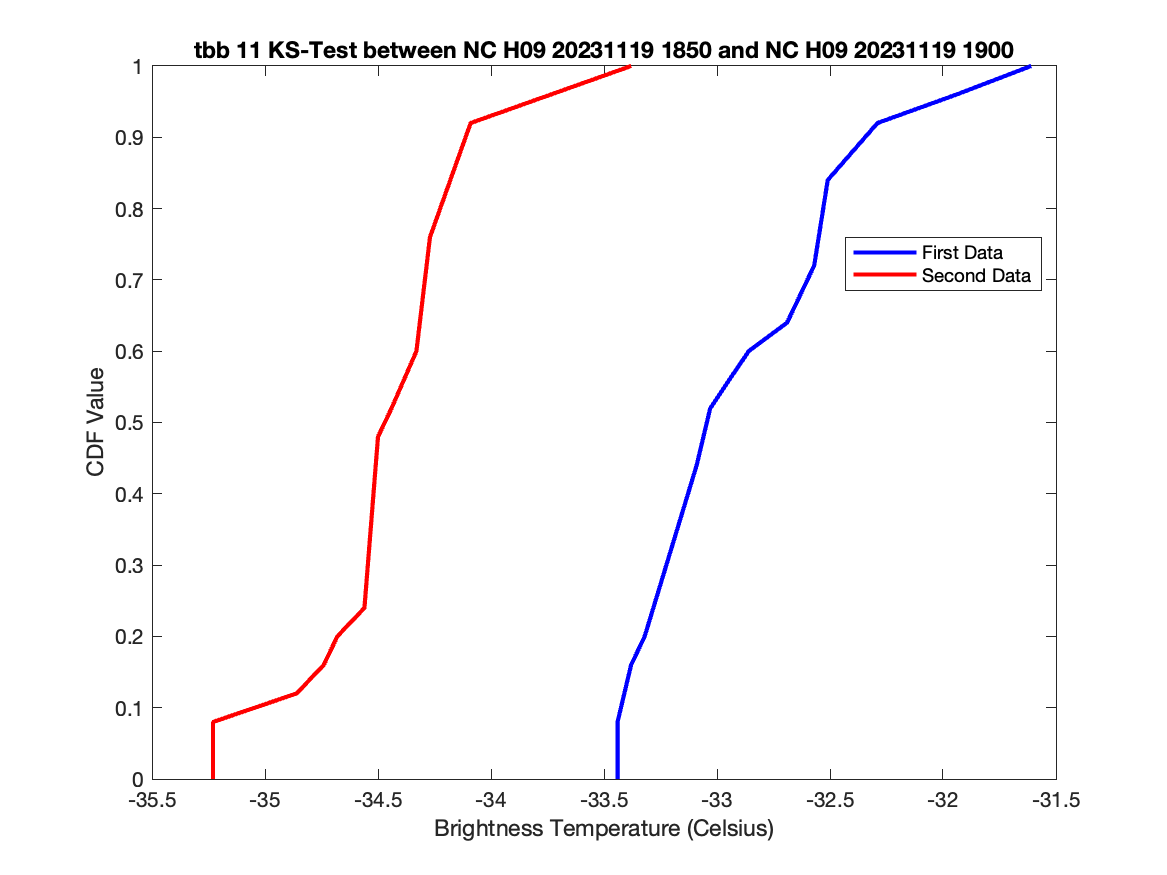 tbb 11 KS-Test between NC H09 20231119 1850 and NC H09 20231119 1900
1
0.9
0.8
0.7
0.6
0.5
0.4
0.3
0.2
0.1
0
CDF Value
First Data
Second Data
-35.5 -35 -34.5 -34 -33.5 -33 -32.5 -32 -31.5
Brightness Temperature (Celsius)